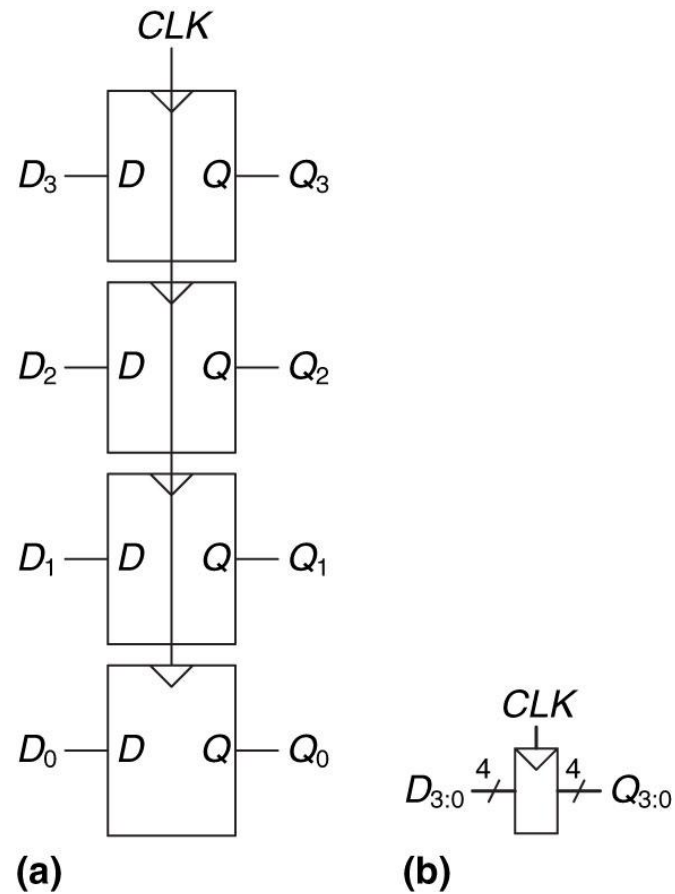 CLK
D₃ D Q Q₃
D₂ D Q Q₂
D₁ D Q Q₁
D₀ D Q Q₀
(a)
CLK
4 4
D₃:₀ Q₃:₀
(b)